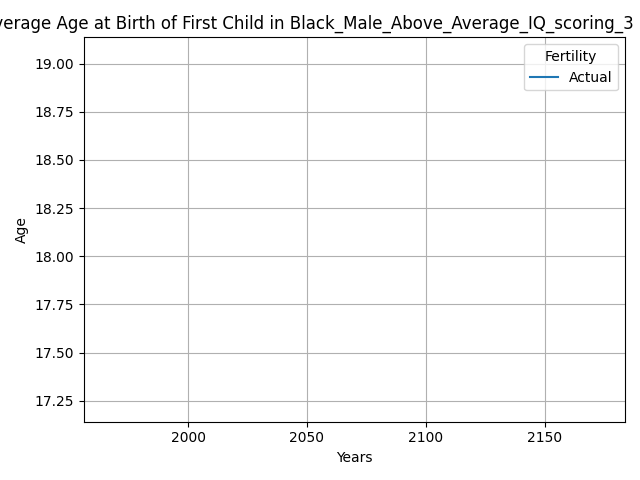 verage Age at Birth of First Child in Black_Male_Above_Average_IQ_scoring_3
Fertility
Actual
19.00
18.75
18.50
18.25
18.00
17.75
17.50
17.25
Age
2000 2050 2100 2150
Years